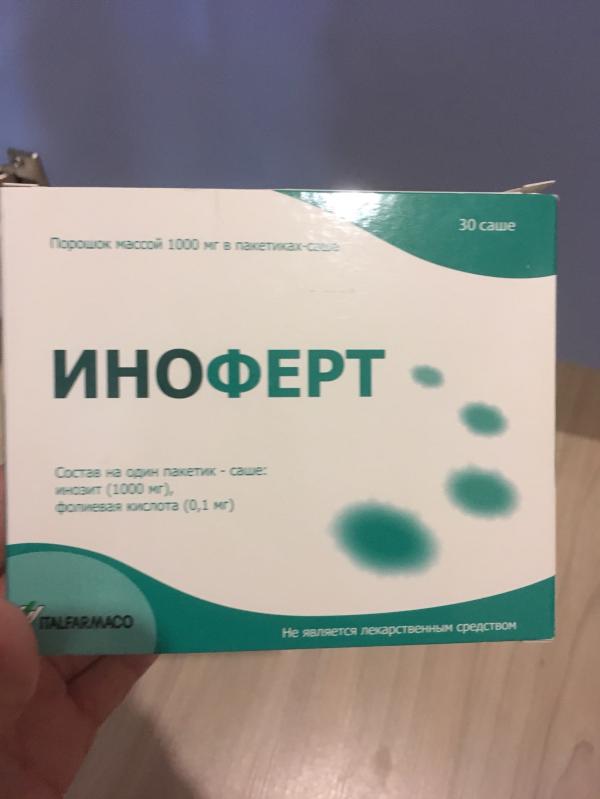 30 саше
Порошок массой 1000 мг в пакетиках-саше
ИНОФЕРТ
Состав на один пакетик - саше:
инозит (1000 мг),
фолиевая кислота (0,1 мг)
ITALFARMACO
Не является лекарственным средством